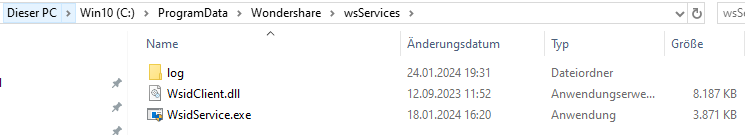 Dieser PC > Win10 (C:) > ProgramData > Wondershare > wsServices >
wsSe
Name Änderungsdatum Typ Größe
log 24.01.2024 19:31 Dateiordner
WsidClient.dll 12.09.2023 11:52 Anwendungserwe... 8.187 KB
WsidService.exe 18.01.2024 16:20 Anwendung 3.871 KB